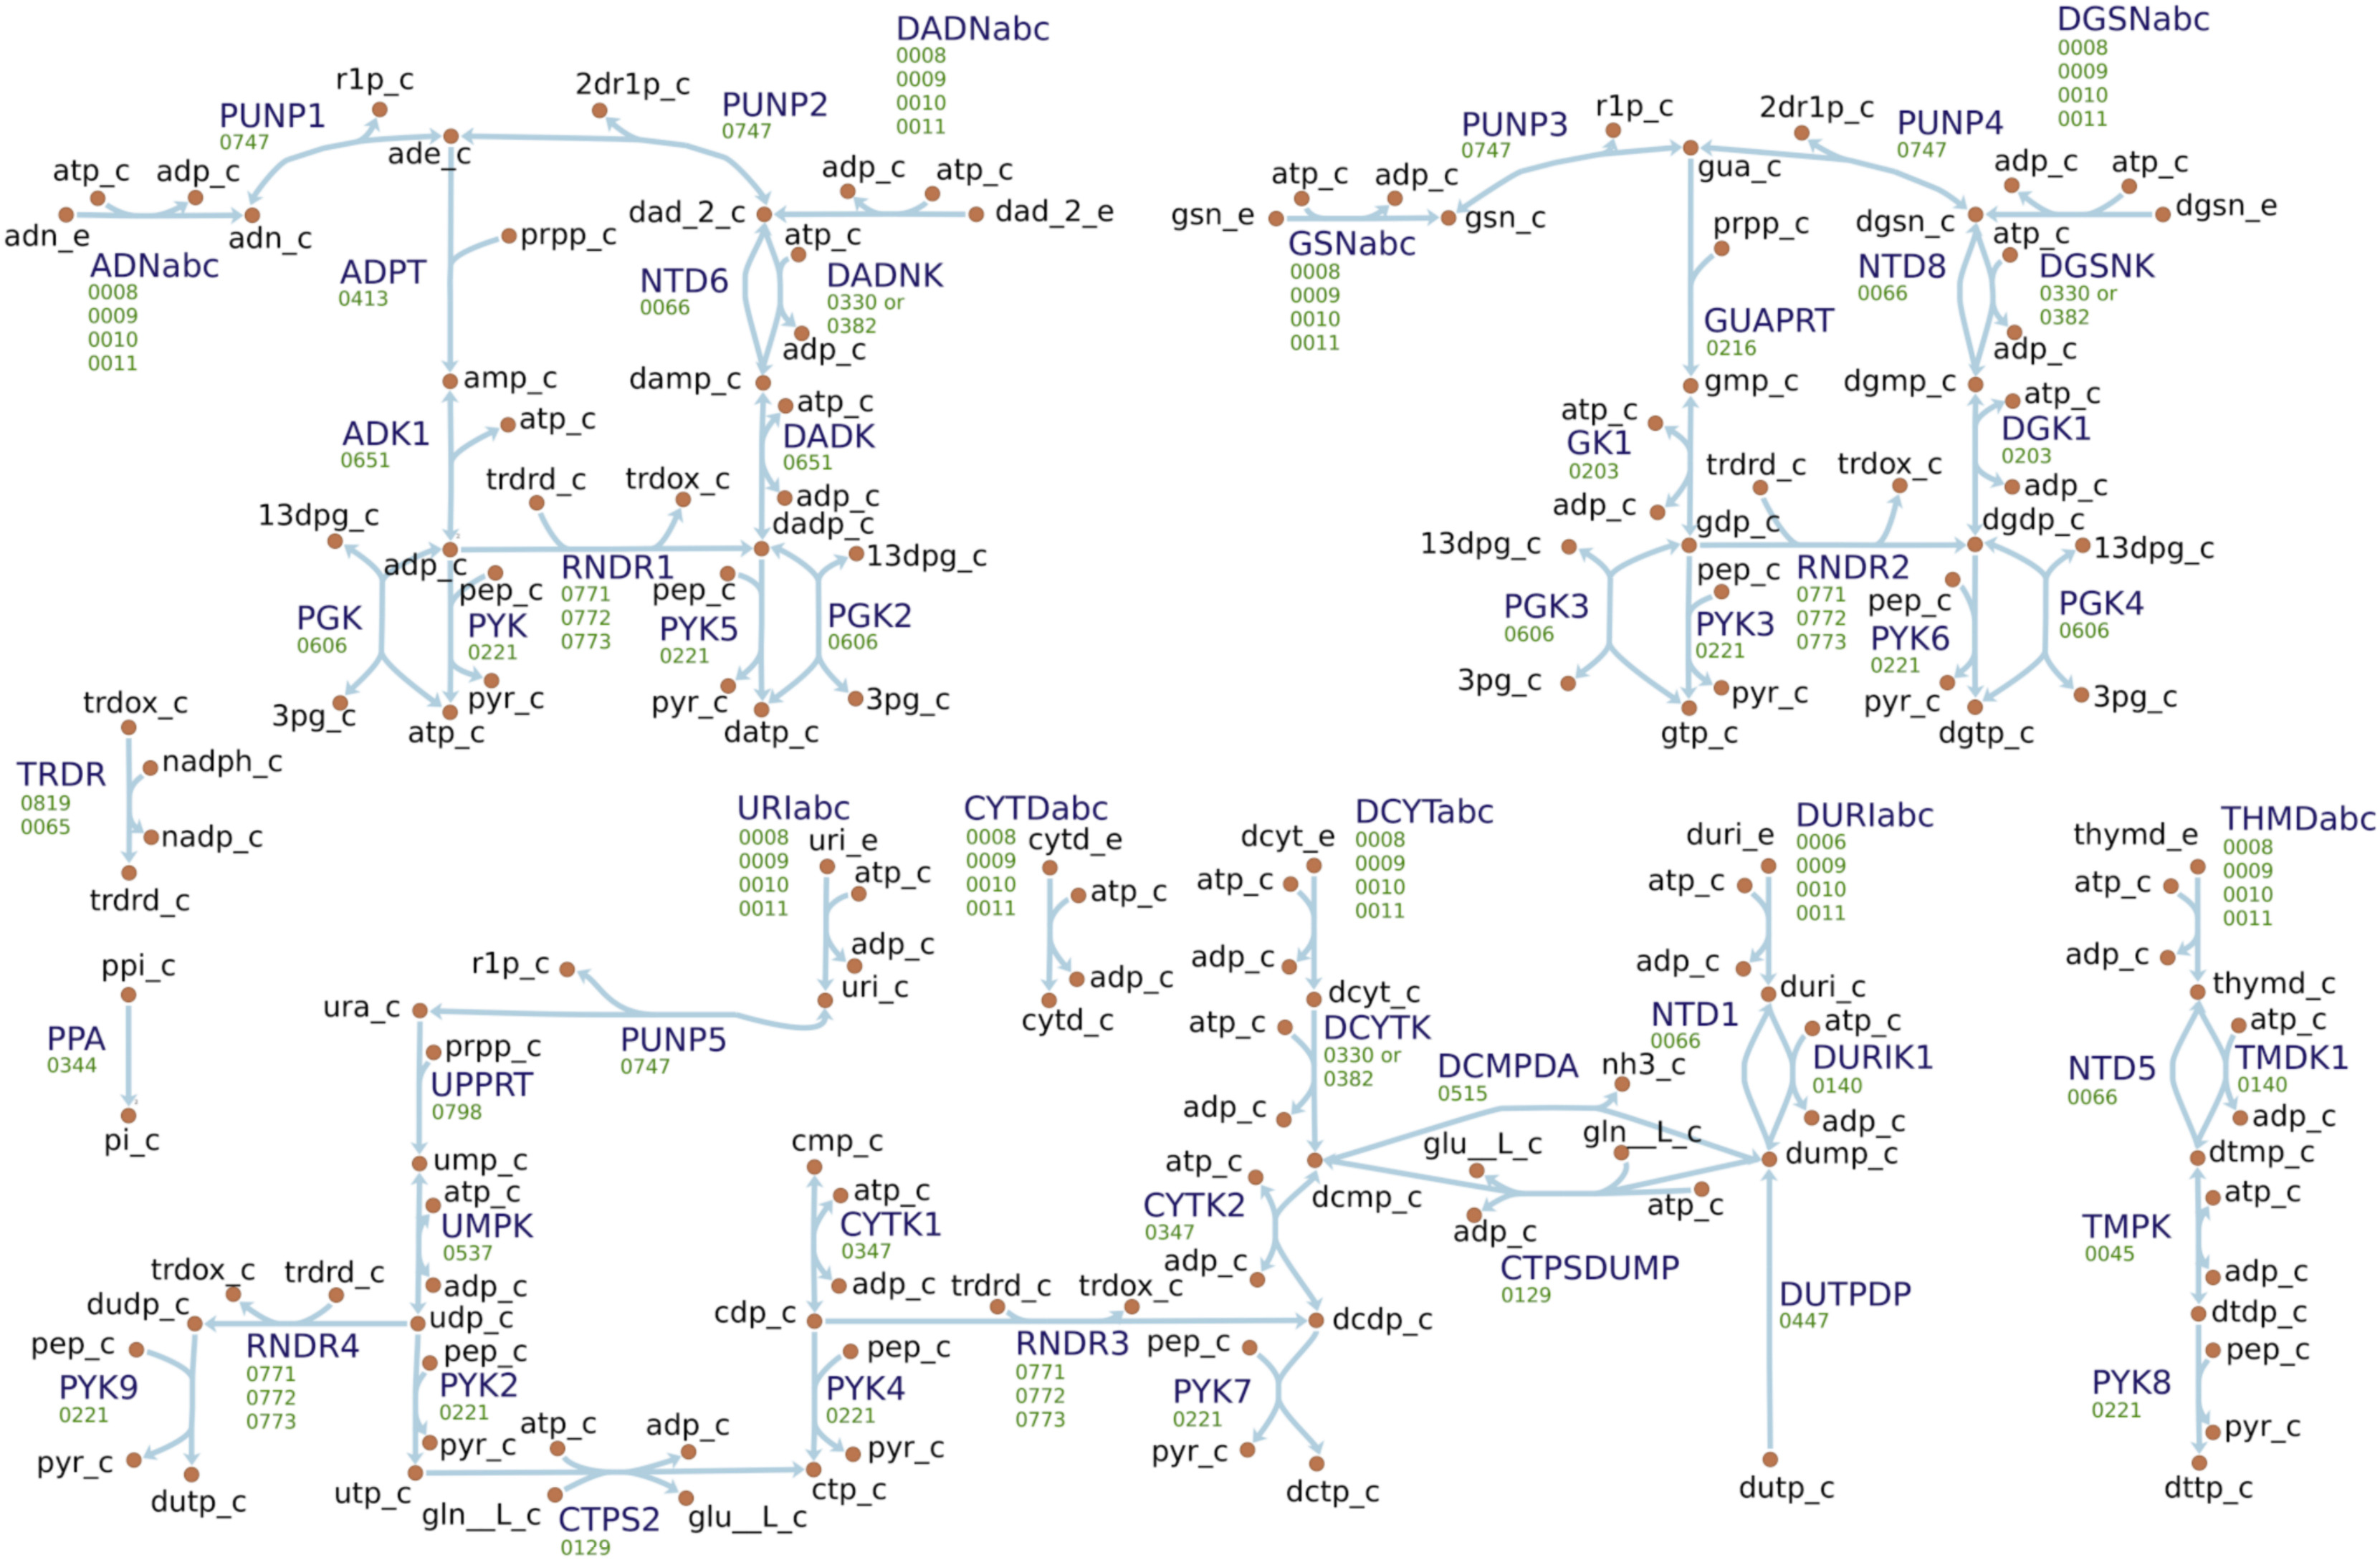 DADNabc
0008
0009
0010
0011
r1p_c
2dr1p_c
PUNP1
0747
PUNP2
0747
ade_c
atp_c
adp_c
adp_c
atp_c
adn_e
adn_c
dad_2_c
dad_2_e
ADNabc
0008
0009
0010
0011
ADPT
0413
prpp_c
NTD6
0066
atp_c
DADNK
0330 or
0382
adp_c
amp_c
damp_c
ADK1
0651
atp_c
atp_c
DADK
0651
adp_c
trdrd_c
trdox_c
13dpg_c
adp_c
dadp_c
13dpg_c
RNDR1
0771
0772
0773
PGK
0606
pep_c
PYK
0221
pyr_c
pep_c
PYK5
0221
pyr_c
PGK2
0606
3pg_c
atp_c
datp_c
3pg_c
DGSNabc
0008
0009
0010
0011
r1p_c
2dr1p_c
PUNP3
0747
PUNP4
0747
gua_c
atp_c
adp_c
adp_c
atp_c
gsn_e
gsn_c
dgsn_c
dgsn_e
GSNabc
0008
0009
0010
0011
prpp_c
GUAPRT
0216
NTD8
0066
atp_c
DGSNK
0330 or
0382
adp_c
gmp_c
dgmp_c
atp_c
GK1
0203
adp_c
atp_c
DGK1
0203
adp_c
trdrd_c
trdox_c
13dpg_c
gdp_c
dgdp_c
13dpg_c
RNDR2
0771
0772
0773
PGK3
0606
pep_c
PYK3
0221
pyr_c
pep_c
PYK6
0221
pyr_c
PGK4
0606
3pg_c
gtp_c
dgtp_c
3pg_c
trdox_c
TRDR
0819
0065
nadph_c
nadp_c
trdrd_c
ppi_c
PPA
0344
pi_c
URIabc
0008
0009
0010
0011
uri_e
atp_c
adp_c
uri_c
r1p_c
ura_c
PUNP5
0747
prpp_c
UPPRT
0798
ump_c
atp_c
UMPK
0537
adp_c
trdox_c
trdrd_c
dudp_c
udp_c
RNDR4
0771
0772
0773
pep_c
PYK9
0221
pyr_c
dutp_c
pep_c
PYK2
0221
pyr_c
utp_c
atp_c
adp_c
gln__L_c
glu__L_c
CTPS2
0129
CYTDabc
0008
0009
0010
0011
cytd_e
atp_c
adp_c
cytd_c
cmp_c
atp_c
CYTK1
0347
adp_c
cdp_c
pep_c
PYK4
0221
pyr_c
ctp_c
trdrd_c
trdox_c
RNDR3
0771
0772
0773
DCYTabc
0008
0009
0010
0011
dcyt_e
atp_c
adp_c
dcyt_c
atp_c
DCYTK
0330 or
0382
adp_c
dcmp_c
atp_c
CYTK2
0347
adp_c
dcdp_c
pep_c
PYK7
0221
pyr_c
dctp_c
DCMPDA
0515
nh3_c
glu__L_c
gln__L_c
adp_c
atp_c
CTPSDUMP
0129
DURIabc
0006
0009
0010
0011
duri_e
atp_c
adp_c
duri_c
NTD1
0066
atp_c
DURIK1
0140
adp_c
dump_c
DUTPDP
0447
dutp_c
THMDabc
0008
0009
0010
0011
thymd_e
atp_c
adp_c
thymd_c
NTD5
0066
atp_c
TMDK1
0140
adp_c
dtmp_c
atp_c
TMPK
0045
adp_c
dtdp_c
pep_c
PYK8
0221
pyr_c
dttp_c